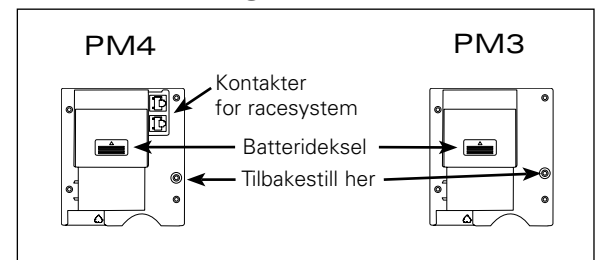 PM4
PM3
Kontakter
for racesystem
Batterideksel
Tilbakestill her